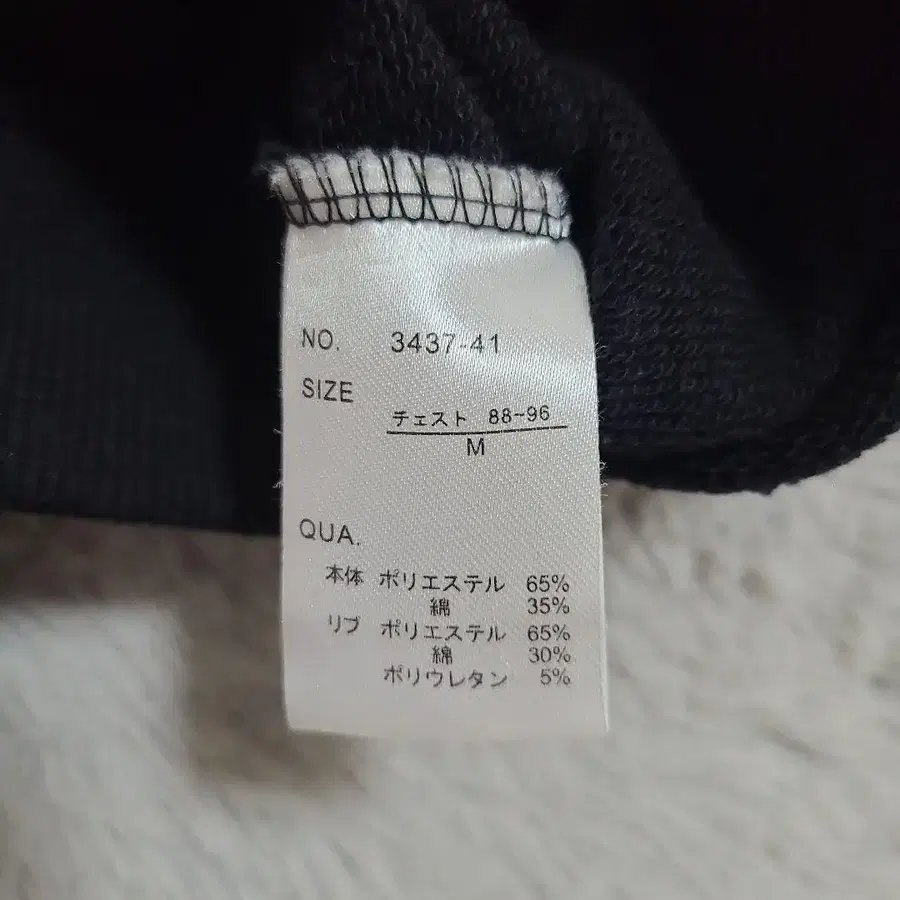 NO. 3437-41
SIZE
チェスト 88-96
M
QUA.
本体 ポリエステル 65%
綿 35%
リブ ポリエステル 65%
綿 30%
ポリウレタン 5%